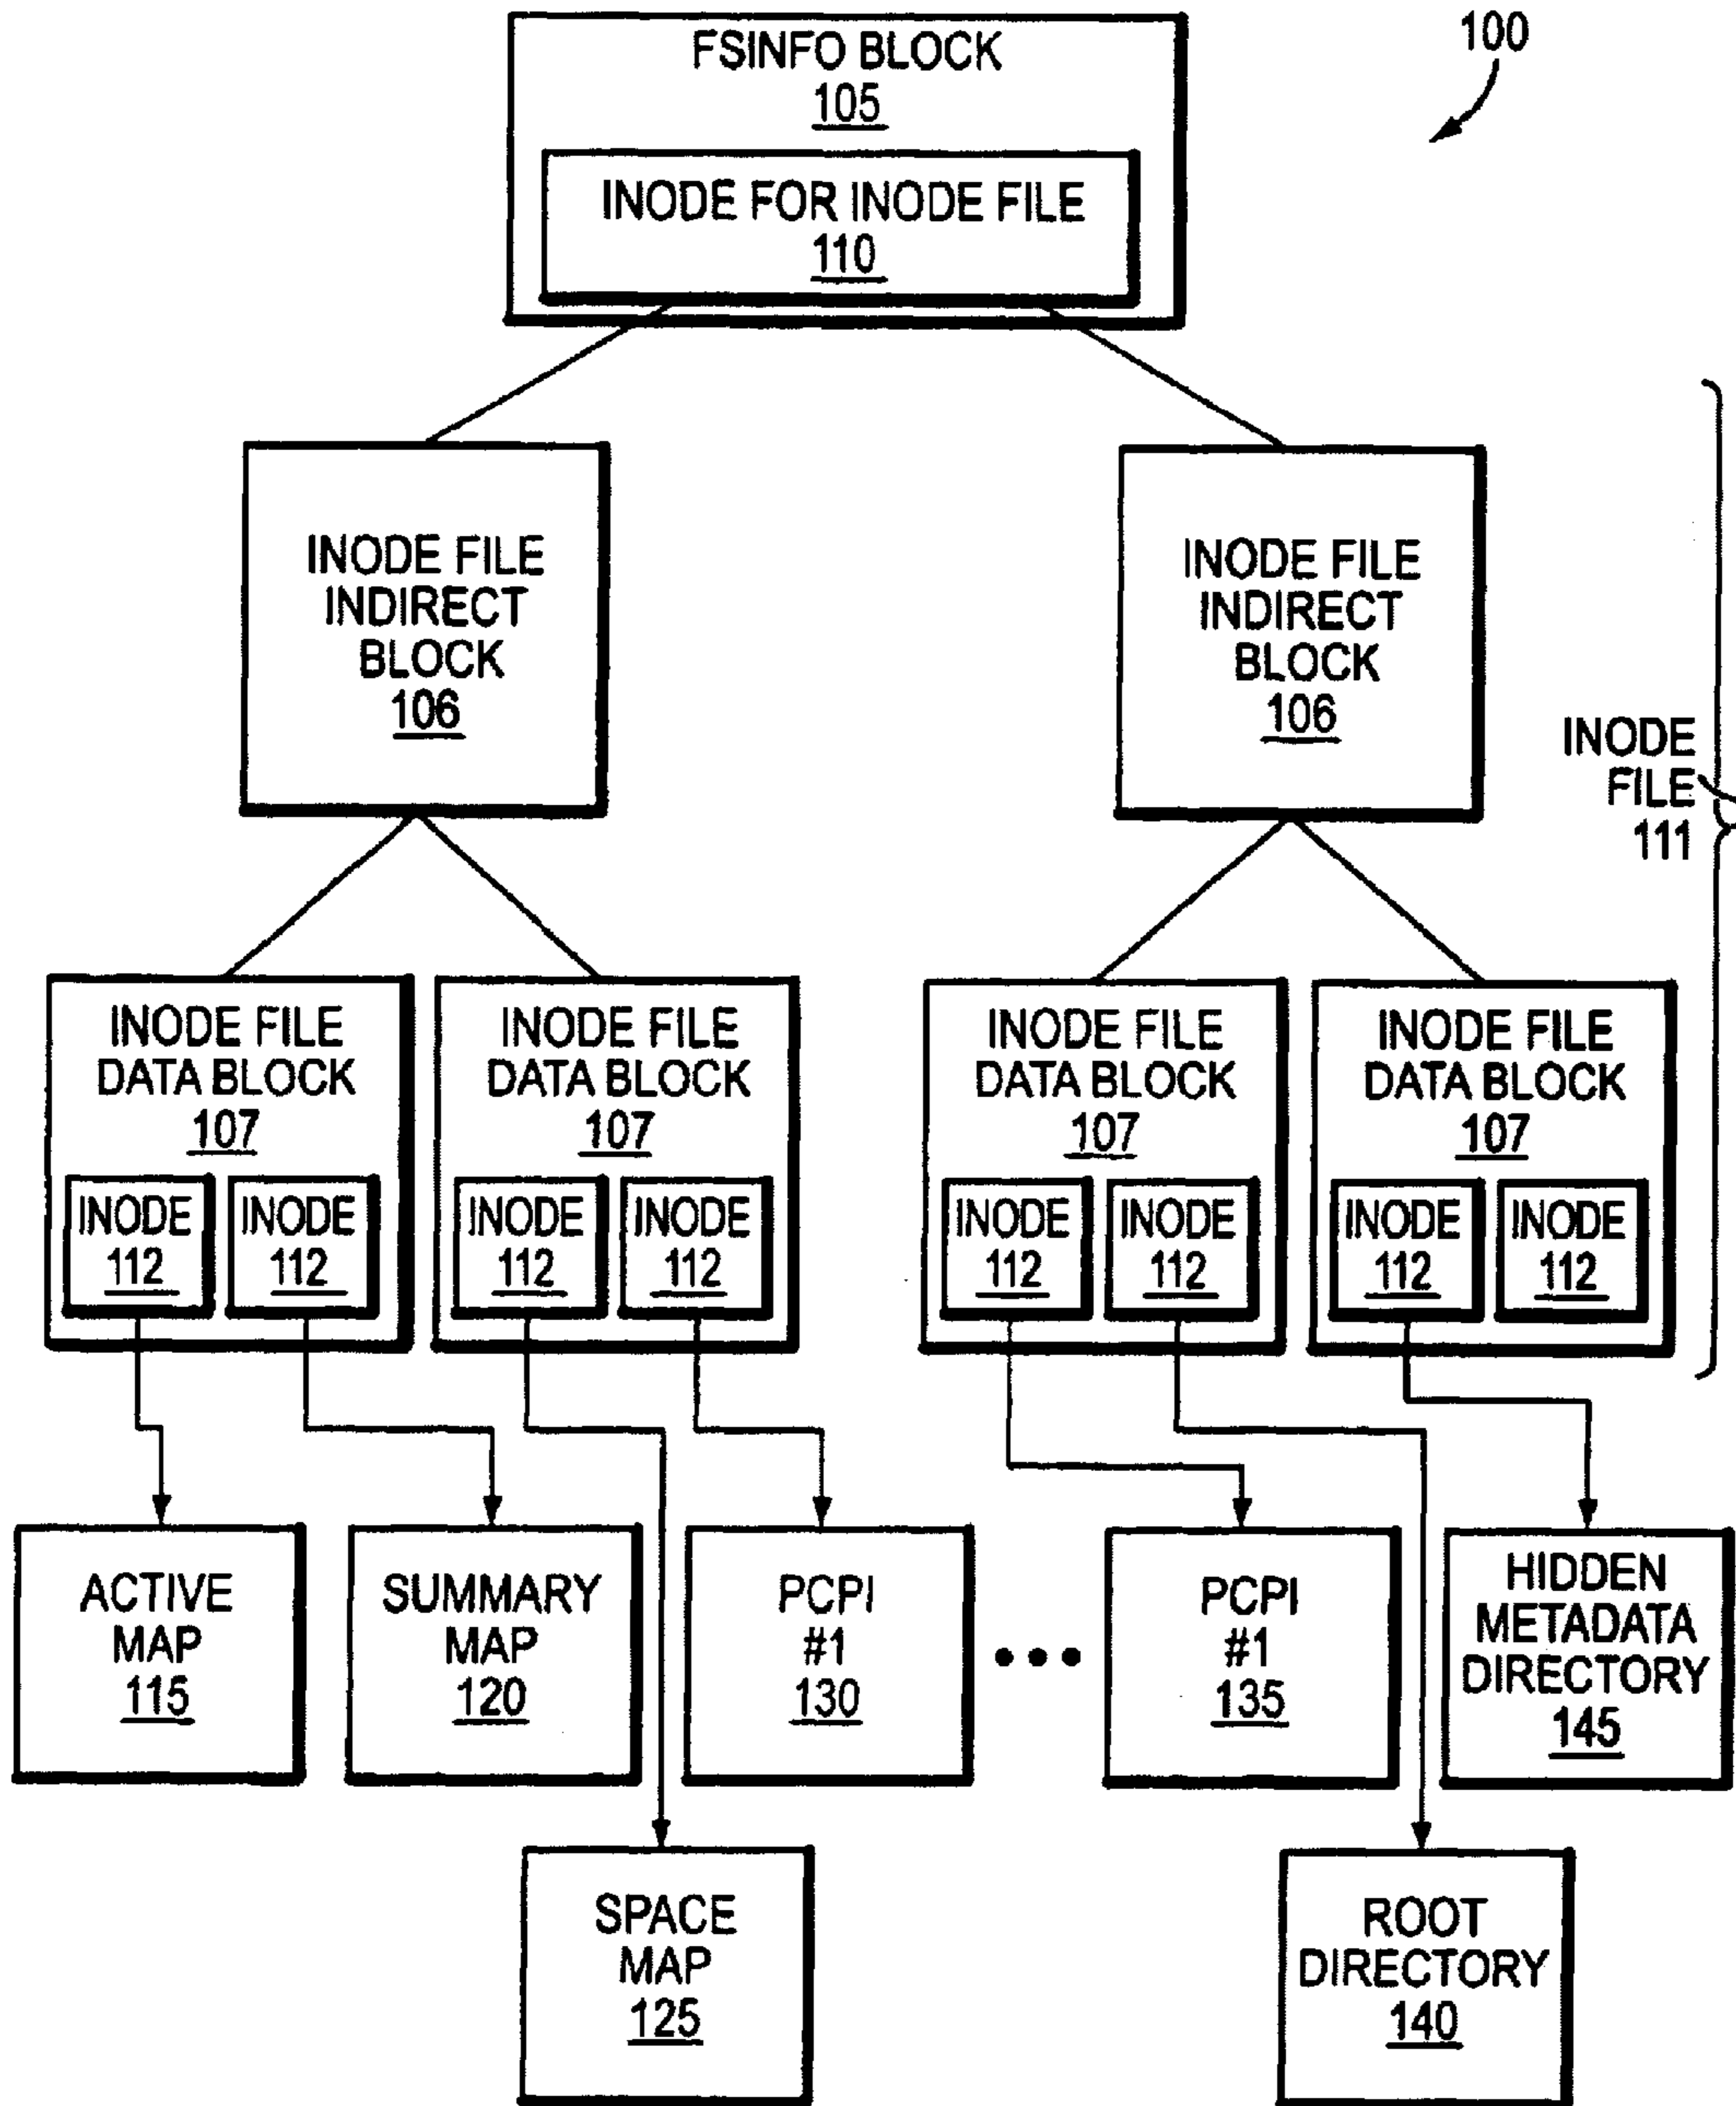 100
FSINFO BLOCK
105
INODE FOR INODE FILE
110
INODE FILE
INDIRECT
BLOCK
106
INODE FILE
INDIRECT
BLOCK
106
INODE
FILE
111
INODE FILE
DATA BLOCK
107
INODE
112
INODE
112
INODE FILE
DATA BLOCK
107
INODE
112
INODE
112
INODE FILE
DATA BLOCK
107
INODE
112
INODE
112
INODE FILE
DATA BLOCK
107
INODE
112
INODE
112
ACTIVE
MAP
115
SUMMARY
MAP
120
PCPI
#1
130
PCPI
#1
135
HIDDEN
METADATA
DIRECTORY
145
SPACE
MAP
125
ROOT
DIRECTORY
140